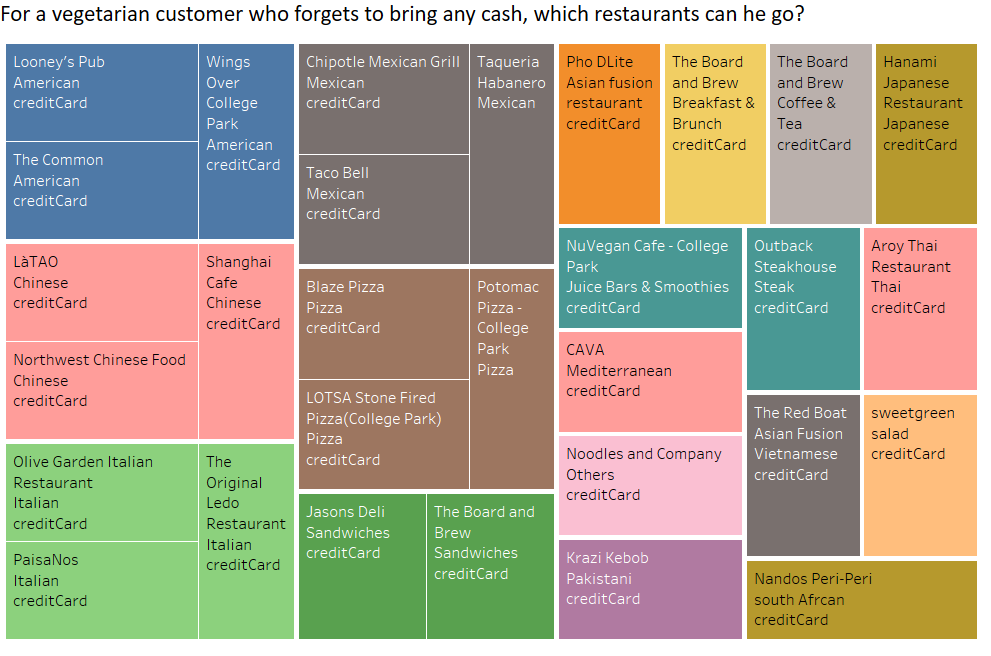 For a vegetarian customer who forgets to bring any cash, which restaurants can he go?
Looney's Pub
American
creditCard
The Common
American
creditCard
Wings
Over
College
Park
American
creditCard
LàTAO
Chinese
creditCard
Northwest Chinese Food
Chinese
creditCard
Shanghai
Cafe
Chinese
creditCard
Olive Garden Italian
Restaurant
Italian
creditCard
PaisaNos
Italian
creditCard
The
Original
Ledo
Restaurant
Italian
creditCard
Chipotle Mexican Grill
Mexican
creditCard
Taco Bell
Mexican
creditCard
Taqueria
Habanero
Mexican
Blaze Pizza
Pizza
creditCard
LOTSA Stone Fired
Pizza(College Park)
Pizza
creditCard
Potomac
Pizza -
College
Park
Pizza
Jasons Deli
Sandwiches
creditCard
The Board and
Brew
Sandwiches
creditCard
Pho DLite
Asian fusion
restaurant
creditCard
The Board
and Brew
Breakfast &
Brunch
creditCard
The Board
and Brew
Coffee &
Tea
creditCard
Hanami
Japanese
Restaurant
Japanese
creditCard
NuVegan Cafe - College
Park
Juice Bars & Smoothies
creditCard
CAVA
Mediterranean
creditCard
Noodles and Company
Others
creditCard
Krazi Kebob
Pakistani
creditCard
Outback
Steakhouse
Steak
creditCard
Aroy Thai
Restaurant
Thai
creditCard
The Red Boat
Asian Fusion
Vietnamese
creditCard
sweetgreen
salad
creditCard
Nandos Peri-Peri
south Afrcan
creditCard